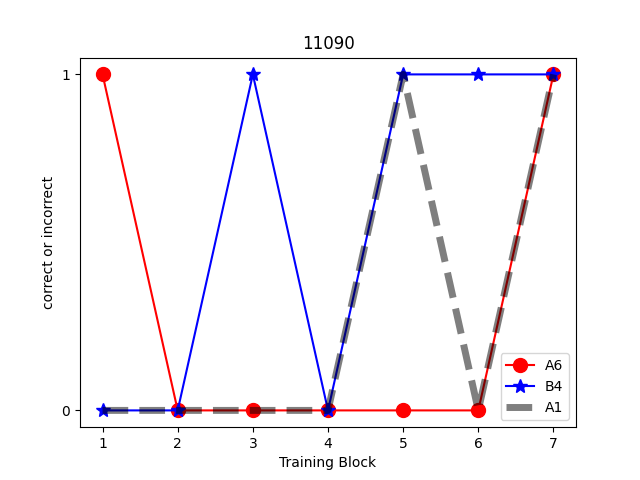 11090
correct or incorrect
1
0
1 2 3 4 5 6 7
Training Block
A6
B4
A1